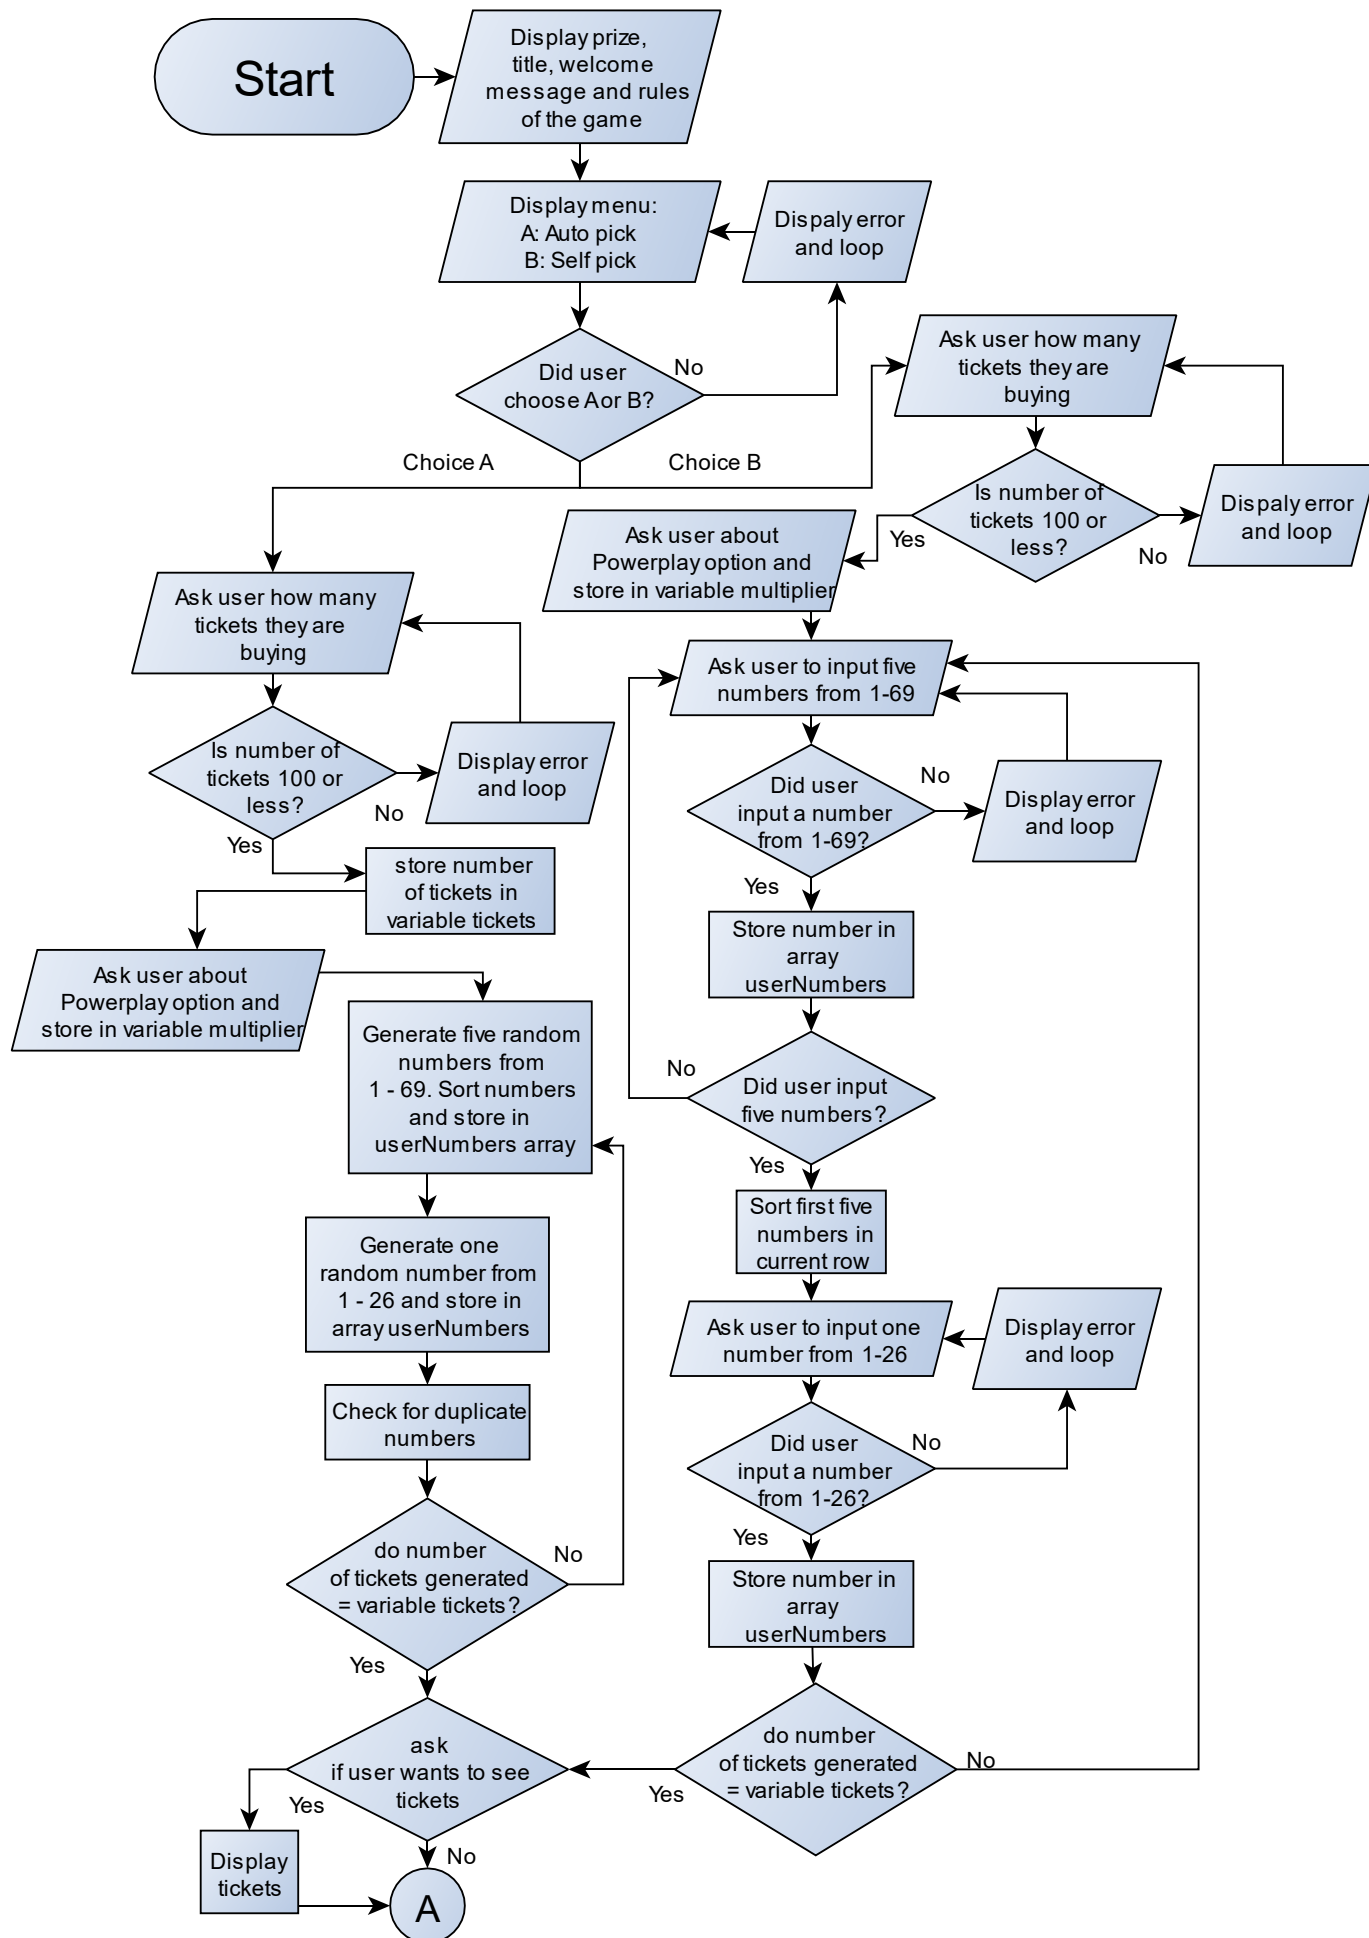 Start
Display prize,
title, welcome
message and rules
of the game
Display menu:
A: Auto pick
B: Self pick
Dispaly error
and loop
Did user
choose A or B?
No
Choice A
Choice B
Ask user how many
tickets they are
buying
Is number of
tickets 100 or
less?
Yes
No
Dispaly error
and loop
Ask user about
Powerplay option and
store in variable multiplier
Ask user how many
tickets they are
buying
Is number of
tickets 100 or
less?
No
Yes
Display error
and loop
store number
of tickets in
variable tickets
Ask user about
Powerplay option and
store in variable multiplier
Generate five random
numbers from
1 - 69. Sort numbers
and store in
userNumbers array
Generate one
random number from
1 - 26 and store in
array userNumbers
Check for duplicate
numbers
do number
of tickets generated
= variable tickets?
No
Yes
Ask user to input five
numbers from 1-69
Did user
input a number
from 1-69?
No
Display error
and loop
Yes
Store number in
array
userNumbers
Did user input
five numbers?
No
Yes
Sort first five
numbers in
current row
Ask user to input one
number from 1-26
Display error
and loop
Did user
input a number
from 1-26?
No
Yes
Store number in
array
userNumbers
do number
of tickets generated
= variable tickets?
No
Yes
ask
if user wants to see
tickets
Yes
No
Display
tickets
A